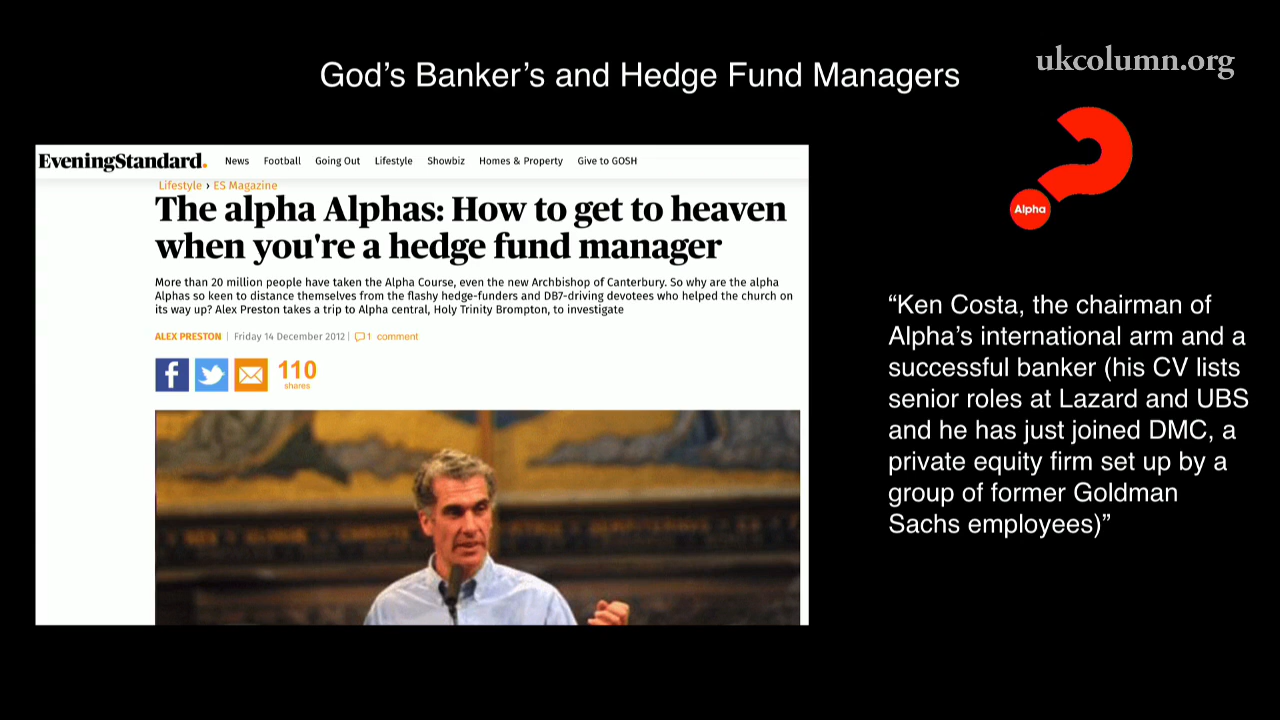 God's Banker's and Hedge Fund Managers
ukcolumn.org
EveningStandard.
News Football Going Out Lifestyle Showbiz Homes & Property Give to GOSH
Lifestyle › ES Magazine
The alpha Alphas: How to get to heaven
when you're a hedge fund manager
More than 20 million people have taken the Alpha Course, even the new Archbishop of Canterbury. So why are the alpha
Alphas so keen to distance themselves from the flashy hedge-funders and DB7-driving devotees who helped the church on
its way up? Alex Preston takes a trip to Alpha central, Holy Trinity Brompton, to investigate
ALEX PRESTON | Friday 14 December 2012 | 1 comment
110
shares
Alpha
“Ken Costa, the chairman of
Alpha's international arm and a
successful banker (his CV lists
senior roles at Lazard and UBS
and he has just joined DMC, a
private equity firm set up by a
group of former Goldman
Sachs employees)”